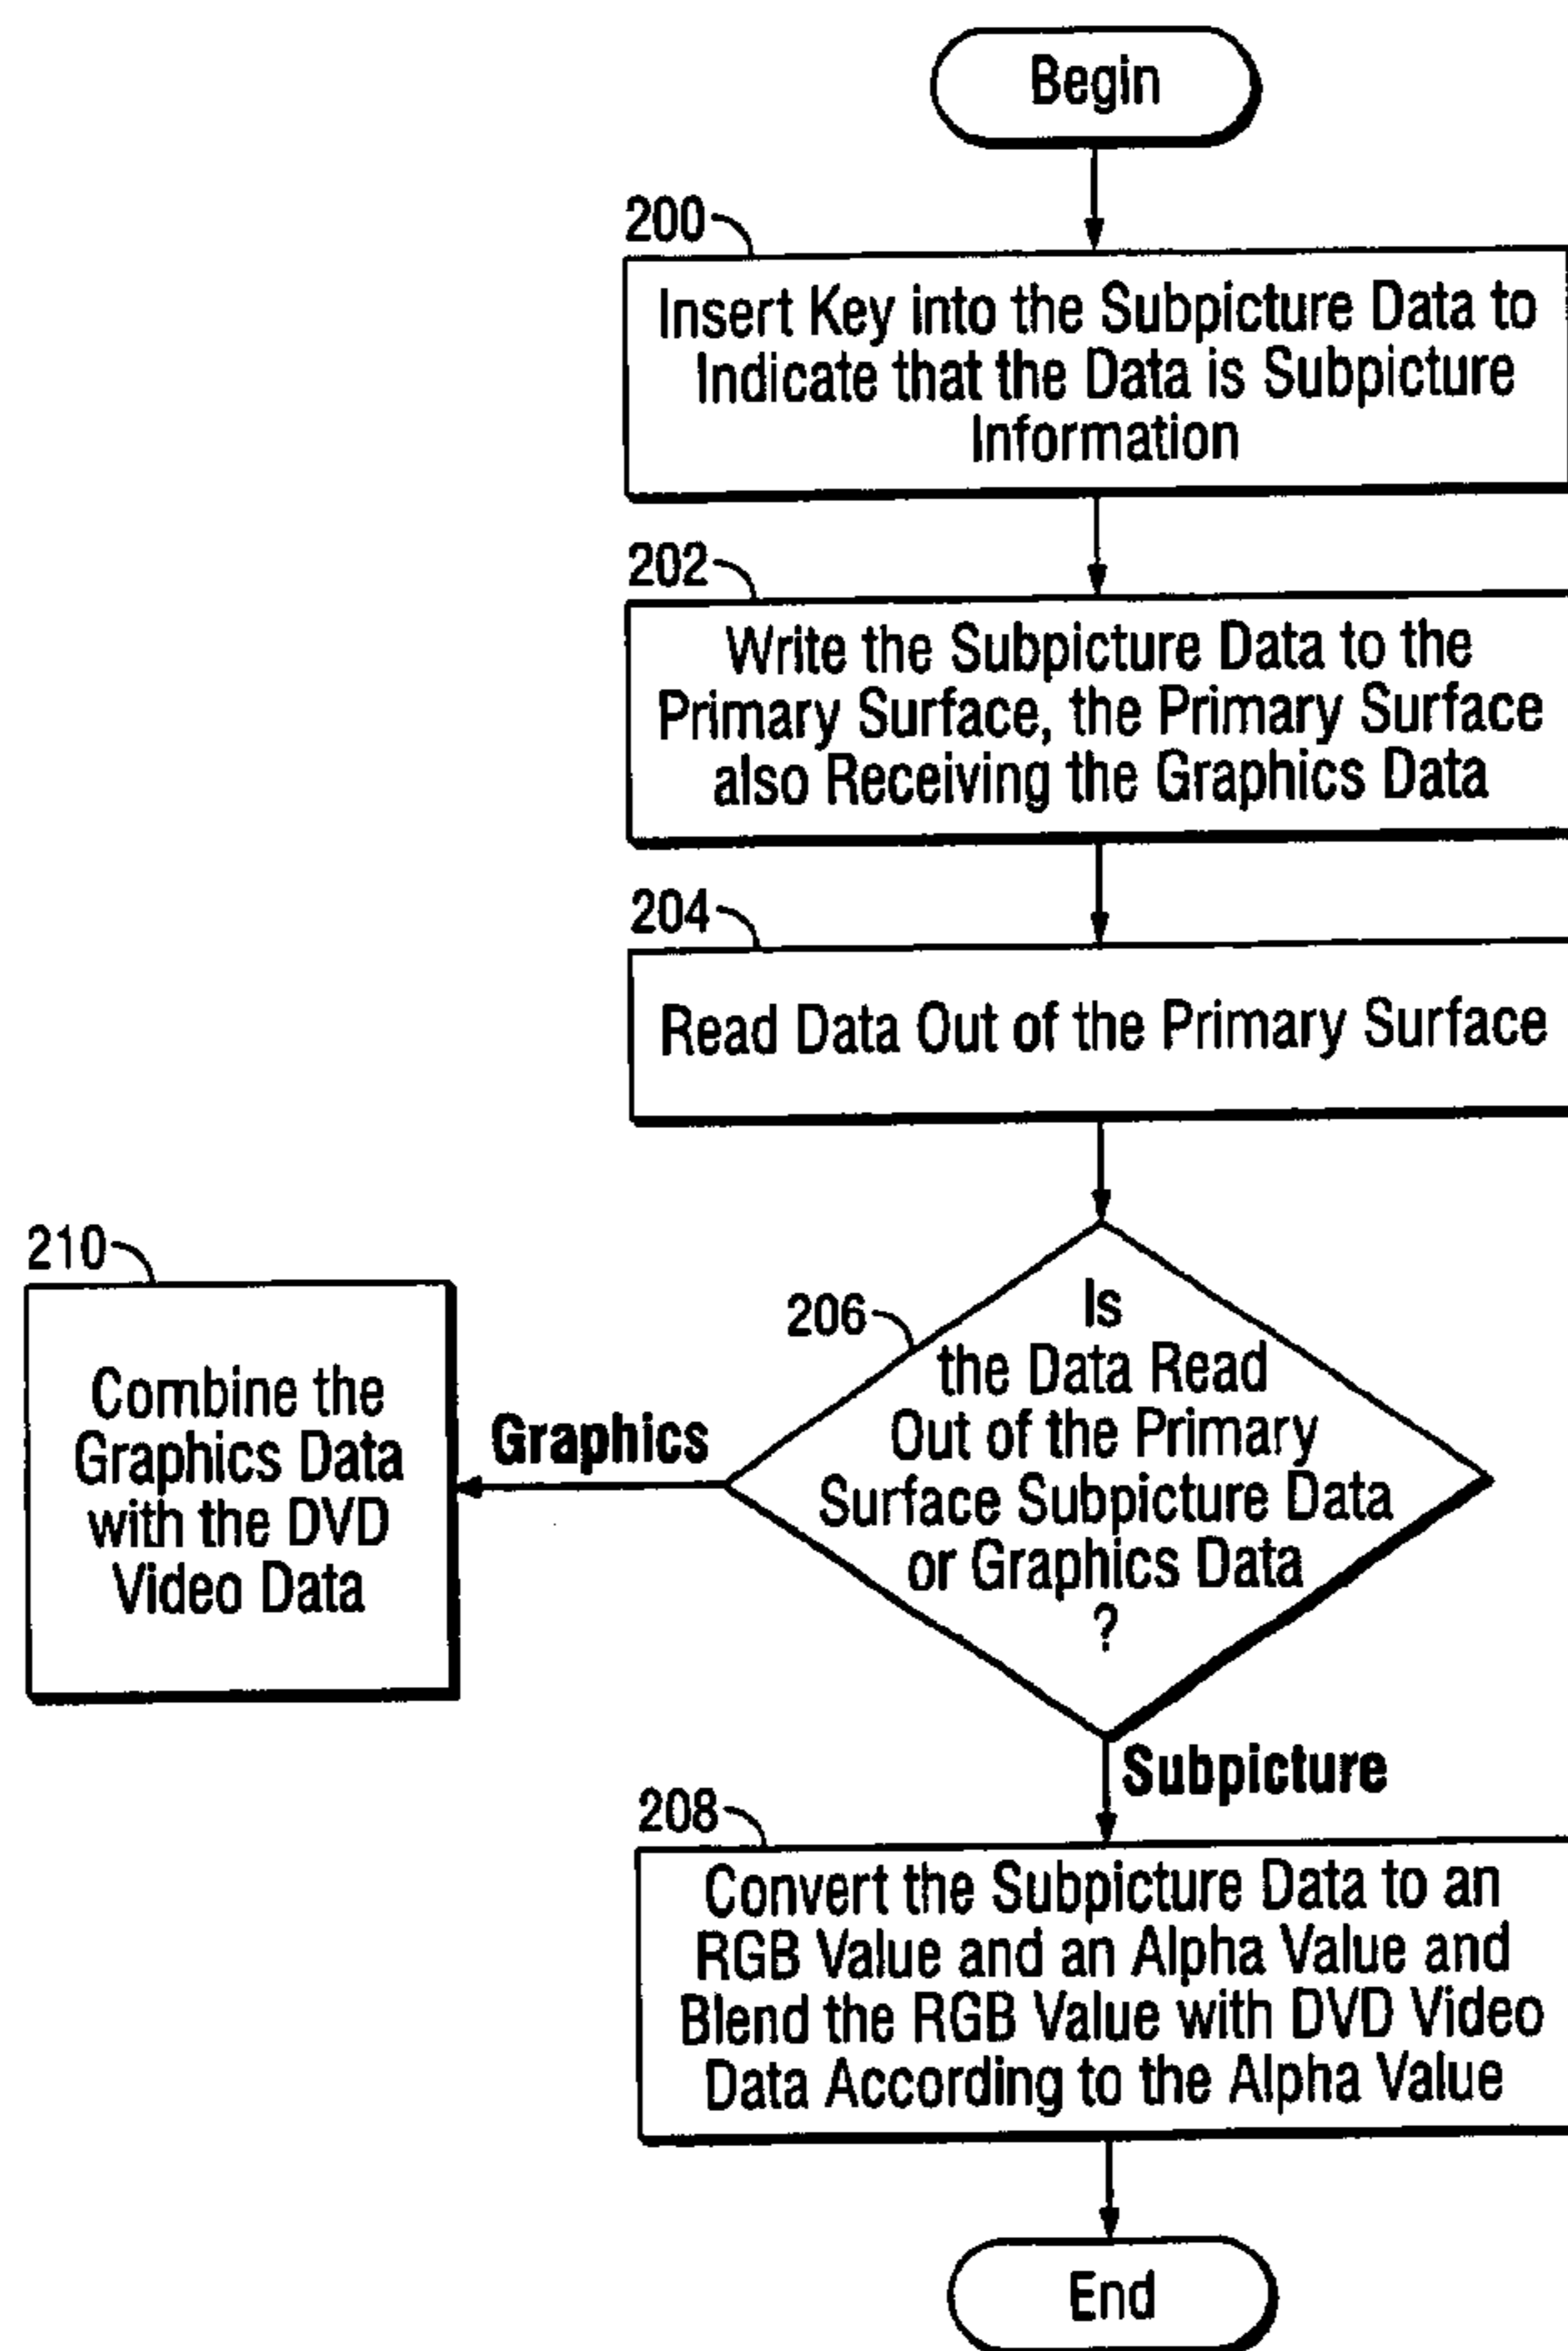 Begin
200
Insert Key into the Subpicture Data to
Indicate that the Data is Subpicture
Information
202
Write the Subpicture Data to the
Primary Surface, the Primary Surface
also Receiving the Graphics Data
204
Read Data Out of the Primary Surface
206
Is
the Data Read
Out of the Primary
Surface Subpicture Data
or Graphics Data
?
Graphics
210
Combine the
Graphics Data
with the DVD
Video Data
Subpicture
208
Convert the Subpicture Data to an
RGB Value and an Alpha Value and
Blend the RGB Value with DVD Video
Data According to the Alpha Value
End